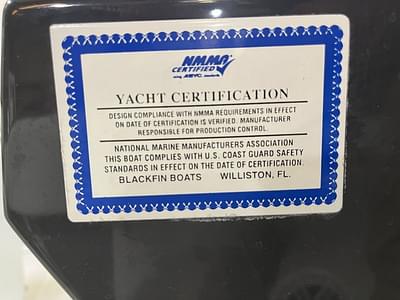 NMMA
CERTIFIED
ABYC
YACHT CERTIFICATION
DESIGN COMPLIANCE WITH NMMA REQUIREMENTS IN EFFECT
ON DATE OF CERTIFICATION IS VERIFIED. MANUFACTURER
RESPONSIBLE FOR PRODUCTION CONTROL.
NATIONAL MARINE MANUFACTURERS ASSOCIATION
THIS BOAT COMPLIES WITH U.S. COAST GUARD SAFETY
STANDARDS IN EFFECT ON THE DATE OF CERTIFICATION.
BLACKFIN BOATS WILLISTON, FL.